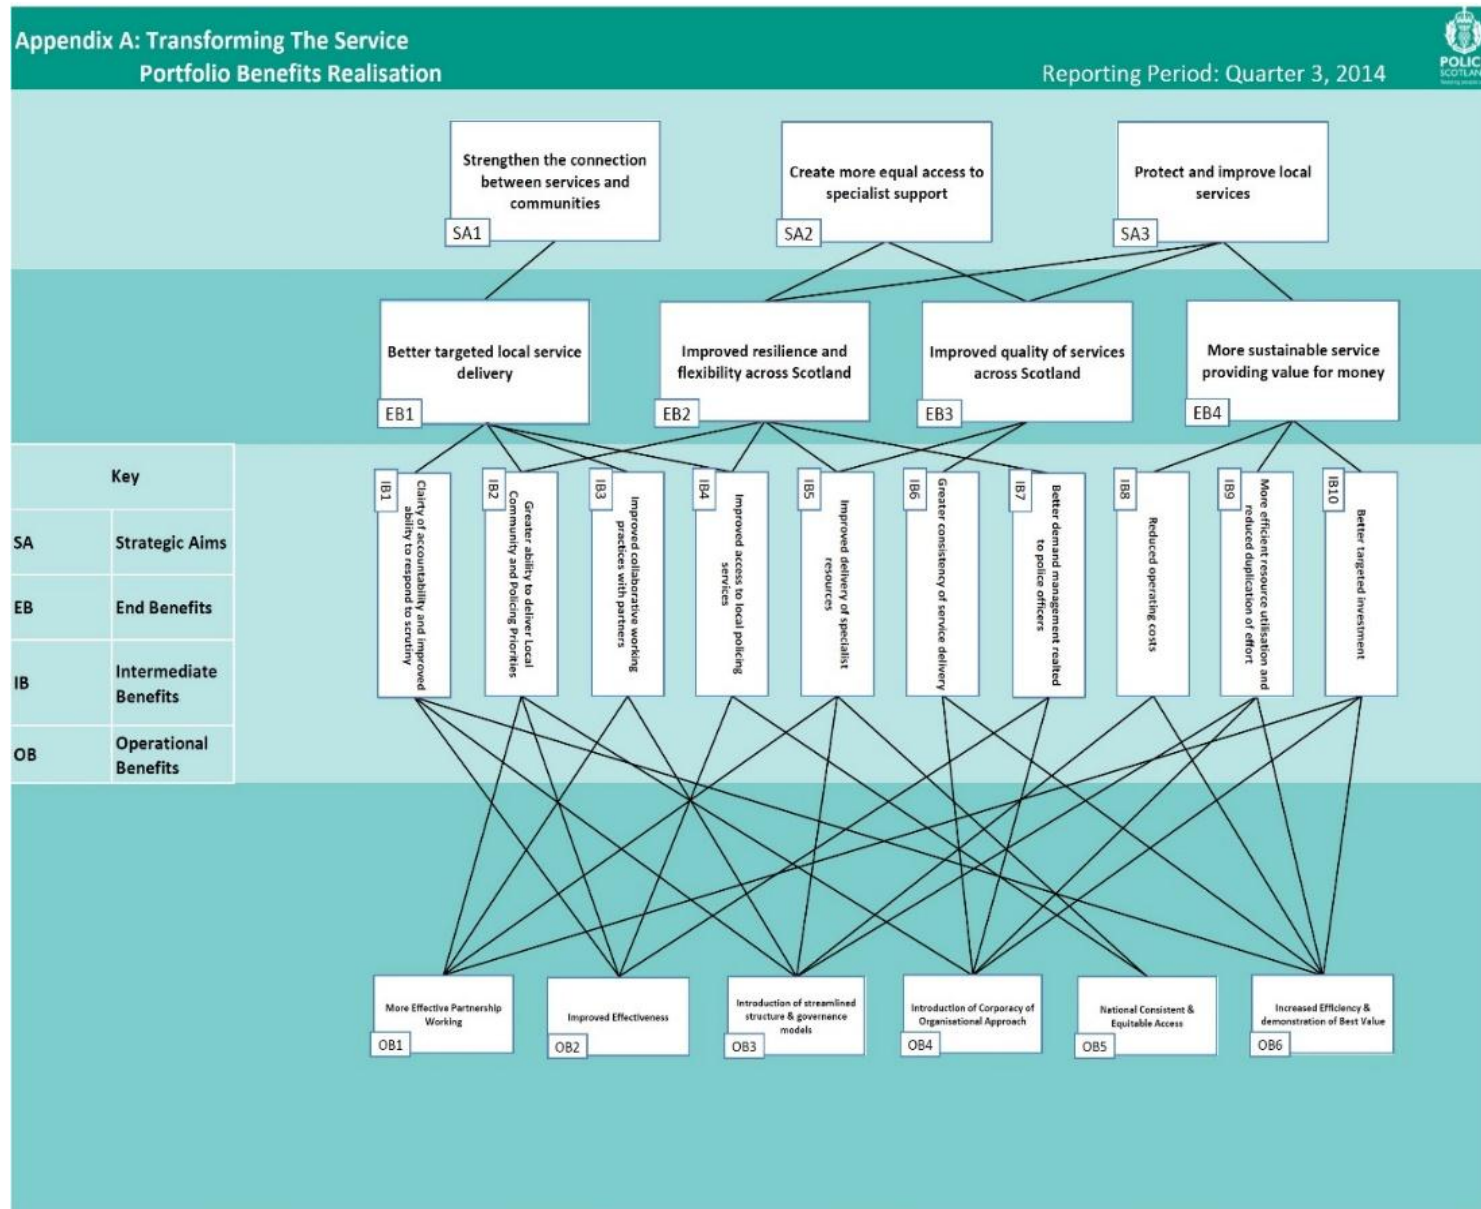 Appendix A: Transforming The Service
Portfolio Benefits Realisation
Reporting Period: Quarter 3, 2014
POLIC
SCOTLAN
Strengthen the connection
between services and
communities
SA1
Create more equal access to
specialist support
SA2
Protect and improve local
services
SA3
Better targeted local service
delivery
EB1
Improved resilience and
flexibility across Scotland
EB2
Improved quality of services
across Scotland
EB3
More sustainable service
providing value for money
EB4
Key
SA Strategic Aims
EB End Benefits
IB Intermediate
Benefits
OB Operational
Benefits
IB1
Clairty of accountability and improved
ability to respond to scrutiny
IB2
Greater ability to deliver Local
Community and Policing Priorities
IB3
Improved collaborative working
practices with partners
IB4
Improved access to local policing
services
IB5
Improved delivery of specialist
resources
IB6
Greater consistency of service delivery
IB7
Better demand management realted
to police officers
IB8
Reduced operating costs
IB9
More efficient resource utilisation and
reduced duplication of effort
IB10
Better targeted investment
More Effective Partnership
Working
OB1
Improved Effectiveness
OB2
Introduction of streamlined
structure & governance
models
OB3
Introduction of Corporacy of
Organisational Approach
OB4
National Consistent &
Equitable Access
OB5
Increased Efficiency &
demonstration of Best Value
OB6